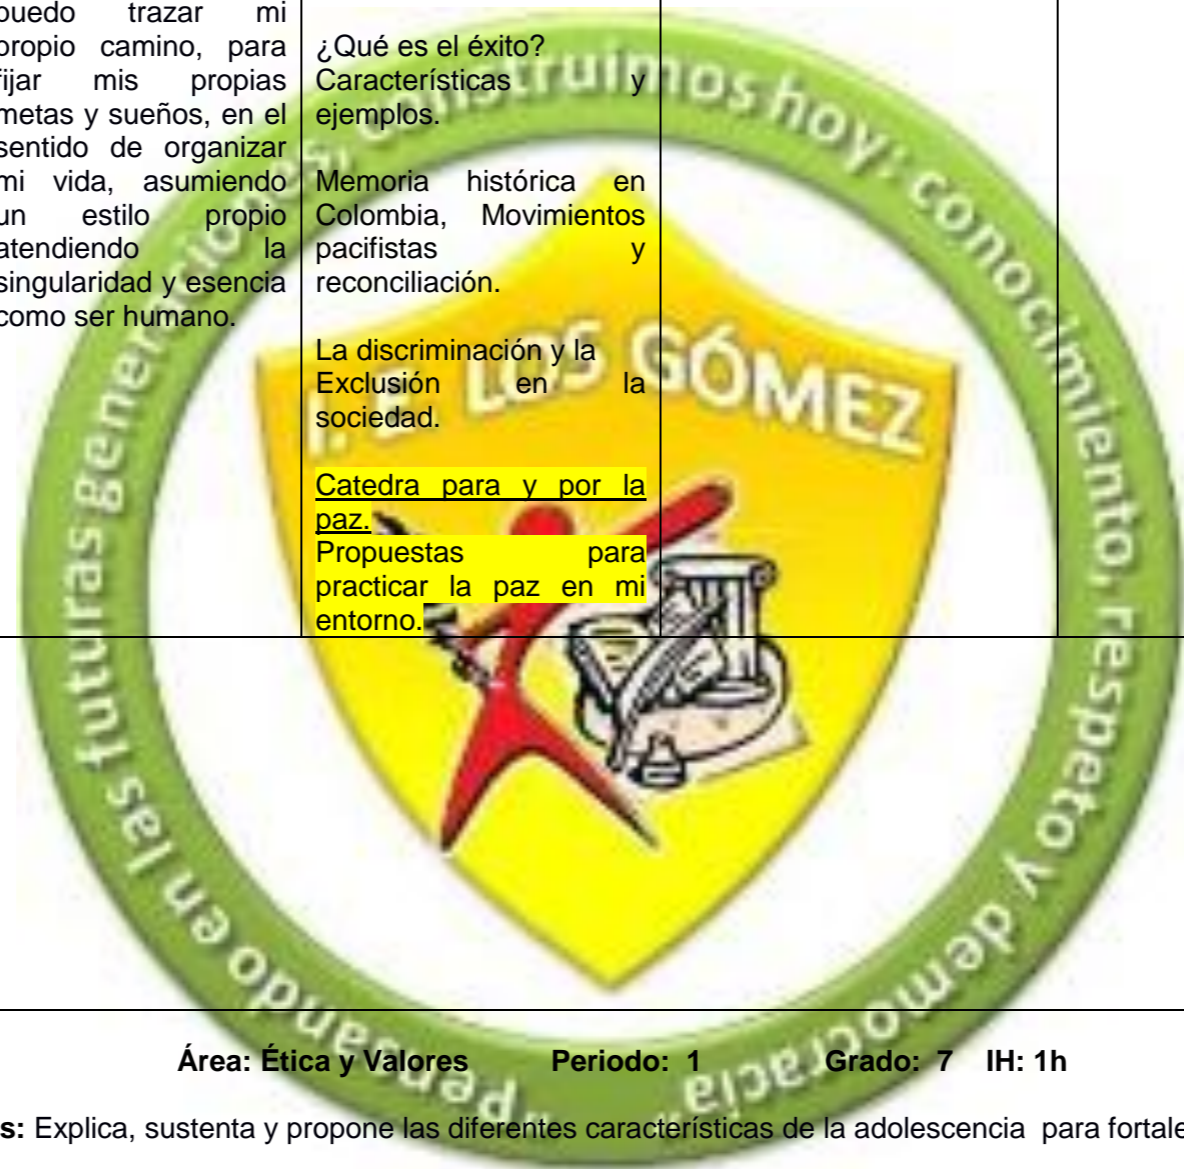 puedo trazar mi
propio camino, para
fijar mis propias
metas y sueños, en el
sentido de organizar
mi vida, asumiendo
un estilo propio
atendiendo la
singularidad y esencia
como ser humano.
¿Qué es el éxito?
Características y
ejemplos.
Memoria histórica en
Colombia, Movimientos
pacifistas y
reconciliación.
La discriminación y la
Exclusión en la
sociedad.
Catedra para y por la
paz.
Propuestas para
practicar la paz en mi
entorno.
I. E. LOS GÓMEZ
"pensando en las futuras generaciones, construimos hoy: conocimiento, respeto y democracia"
Área: Ética y Valores Periodo: 1 Grado: 7 IH: 1h
s: Explica, sustenta y propone las diferentes características de la adolescencia para fortale